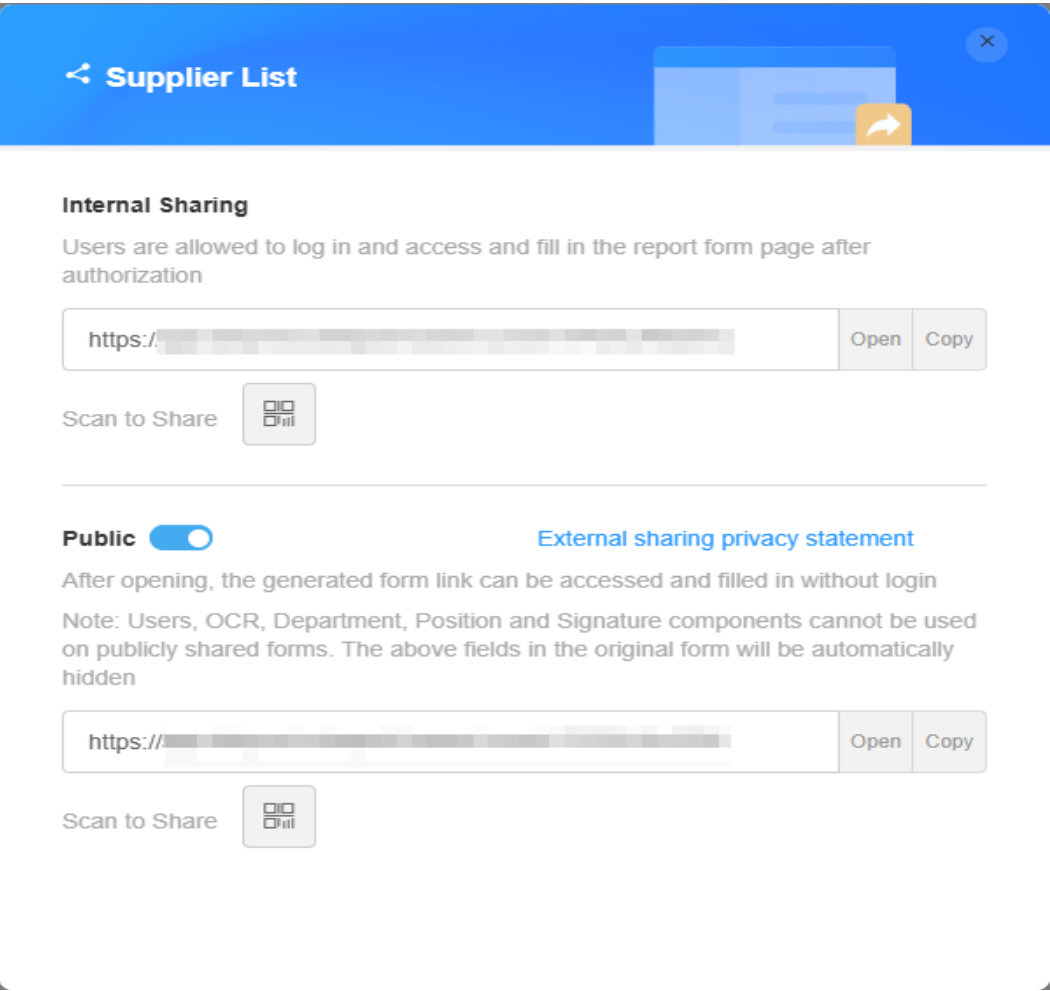 Supplier List
Internal Sharing
Users are allowed to log in and access and fill in the report form page after
authorization
https:/
Open
Copy
Scan to Share
Public
External sharing privacy statement
After opening, the generated form link can be accessed and filled in without login
Note: Users, OCR, Department, Position and Signature components cannot be used
on publicly shared forms. The above fields in the original form will be automatically
hidden
https://
Open
Copy
Scan to Share